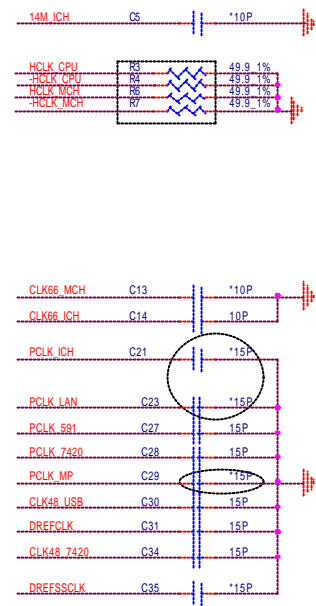 14M_ICH C5 *10P
HCLK_CPU R3 49.9_1%
-HCLK_CPU R4 49.9_1%
HCLK_MCH R6 49.9_1%
-HCLK_MCH R7 49.9_1%
CLK66_MCH C13 *10P
CLK66_ICH C14 10P
PCLK_ICH C21 *15P
PCLK_LAN C23 *15P
PCLK_591 C27 15P
PCLK_7420 C28 15P
PCLK_MP C29 *15P
CLK48_USB C30 15P
DREFCLK C31 15P
CLK48_7420 C34 15P
DREFSSCLK C35 *15P